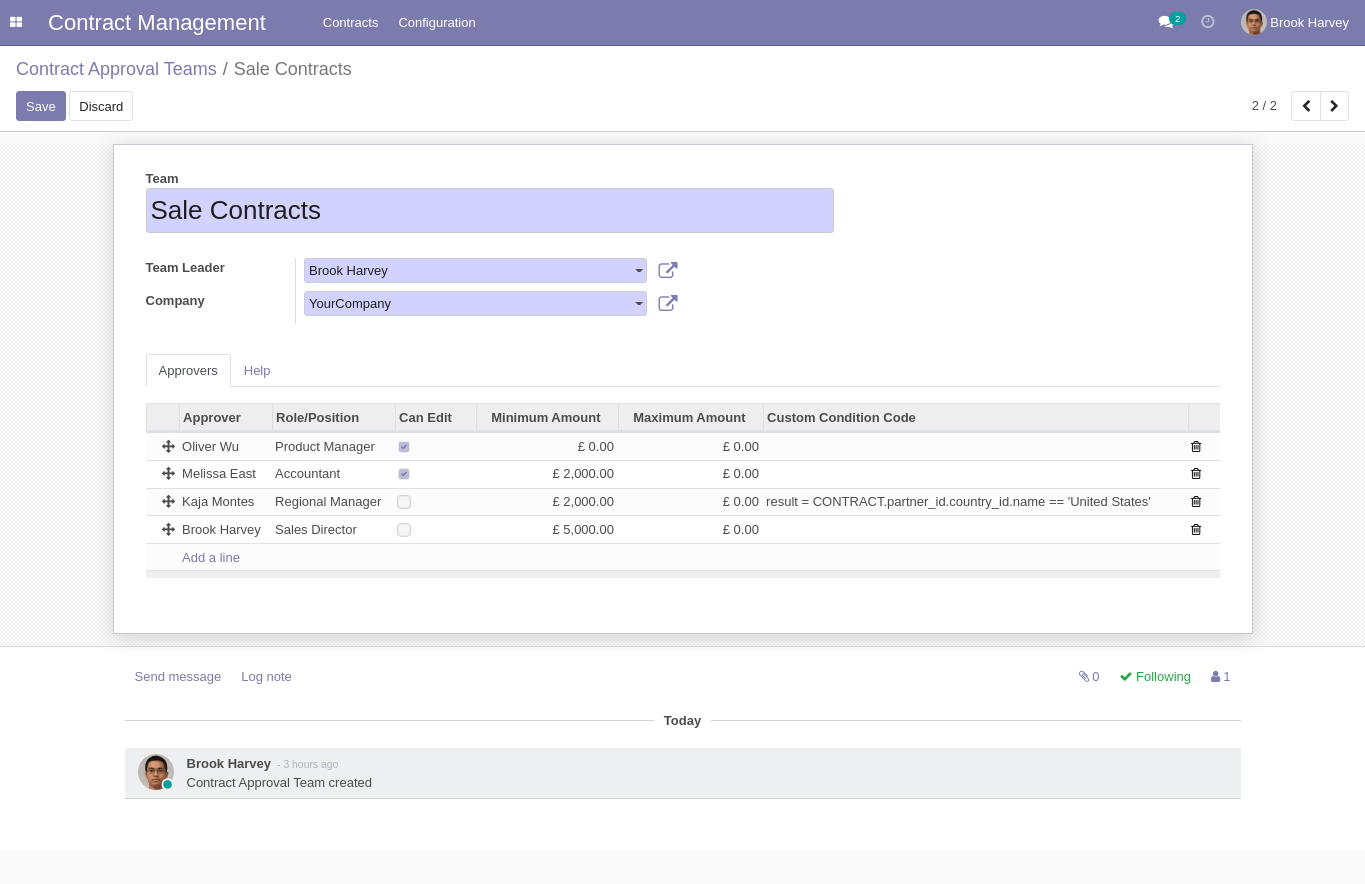 Contract Management Contracts Configuration 2 Brook Harvey
Contract Approval Teams / Sale Contracts
Save Discard 2 / 2
Team
Sale Contracts
Team Leader Brook Harvey
Company YourCompany
Approvers Help
Approver Role/Position Can Edit Minimum Amount Maximum Amount Custom Condition Code
Oliver Wu Product Manager £ 0.00 £ 0.00
Melissa East Accountant £ 2,000.00 £ 0.00
Kaja Montes Regional Manager £ 2,000.00 £ 0.00 result = CONTRACT.partner_id.country_id.name == 'United States'
Brook Harvey Sales Director £ 5,000.00 £ 0.00
Add a line
Send message Log note 0 Following 1
Today
Brook Harvey - 3 hours ago
Contract Approval Team created